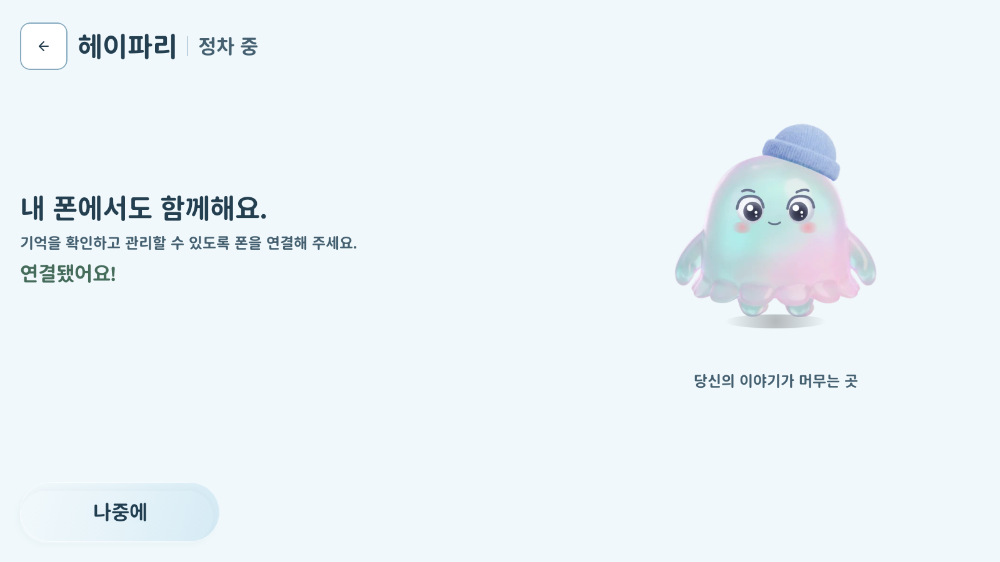 헤이파리 정차 중
내 폰에서도 함께해요.
기억을 확인하고 관리할 수 있도록 폰을 연결해 주세요.
연결됐어요!
당신의 이야기가 머무는 곳
나중에